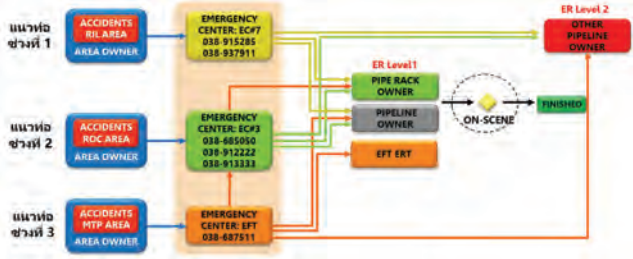 ER Level 2
แนวท่อ
ช่วงที่ 1
ACCIDENTS
RIL AREA
AREA OWNER
EMERGENCY
CENTER: EC#7
038-915285
038-937911
OTHER
PIPELINE
OWNER
ER Level1
PIPE RACK
OWNER
แนวท่อ
ช่วงที่ 2
ACCIDENTS
ROC AREA
AREA OWNER
EMERGENCY
CENTER: EC#3
038-685050
038-912222
038-913333
PIPELINE
OWNER
ON-SCENE
FINISHED
EFT ERT
แนวท่อ
ช่วงที่ 3
ACCIDENTS
MTP AREA
AREA OWNER
EMERGENCY
CENTER: EFT
038-687511